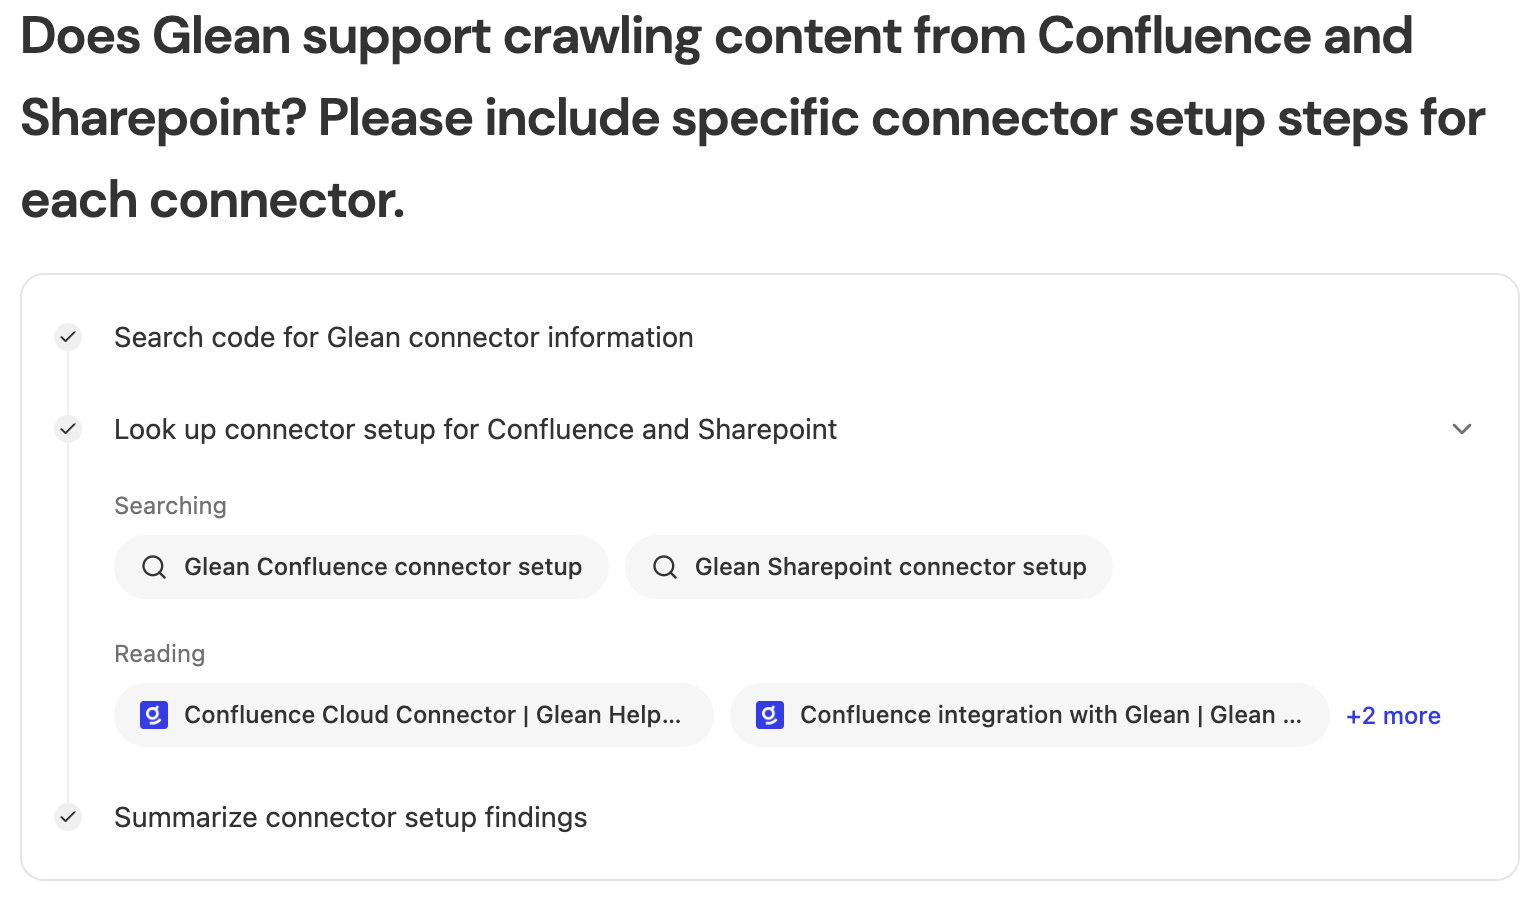 Does Glean support crawling content from Confluence and
Sharepoint? Please include specific connector setup steps for
each connector.
Search code for Glean connector information
Look up connector setup for Confluence and Sharepoint
Searching
Glean Confluence connector setup
Glean Sharepoint connector setup
Reading
g Confluence Cloud Connector | Glean Help...
g Confluence integration with Glean | Glean ...
+2 more
Summarize connector setup findings